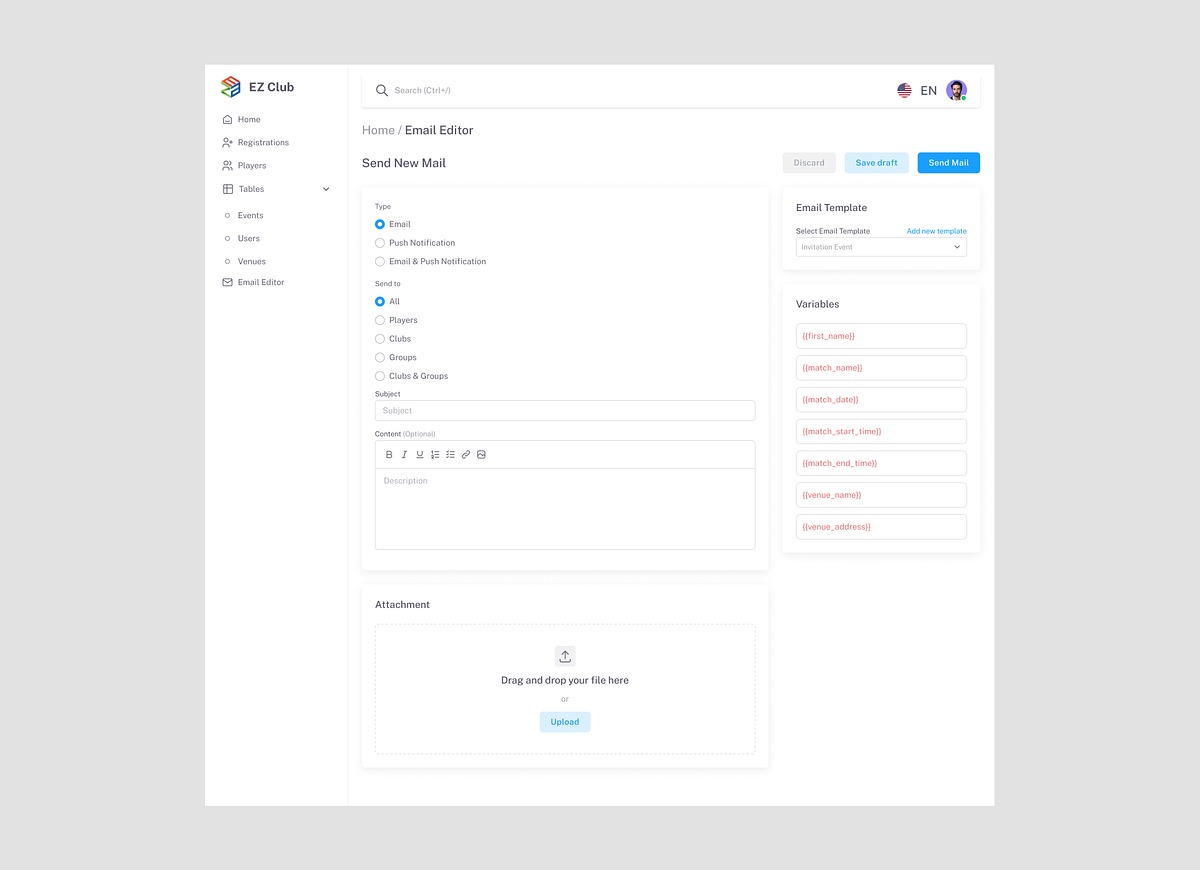 EZ Club
Home
Registrations
Players
Tables
Events
Users
Venues
Email Editor
Search (Ctrl+/)
EN
Home / Email Editor
Send New Mail
Discard
Save draft
Send Mail
Type
Email
Push Notification
Email & Push Notification
Send to
All
Players
Clubs
Groups
Clubs & Groups
Subject
Subject
Content (Optional)
B I U
Description
Attachment
Drag and drop your file here
or
Upload
Email Template
Select Email Template Add new template
Invitation Event
Variables
{{first_name}}
{{match_name}}
{{match_date}}
{{match_start_time}}
{{match_end_time}}
{{venue_name}}
{{venue_address}}